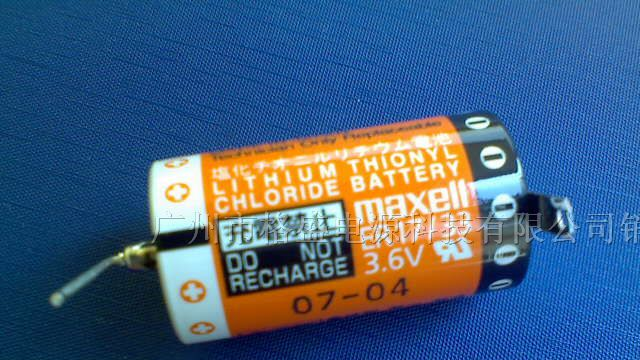 Technician Only Replaceable
塩化チオニルリチウム電池
LITHIUM THIONYL
CHLORIDE BATTERY
maxell
3.6V
DO NOT
RECHARGE
07-04
广州市格
电源科技有限公司